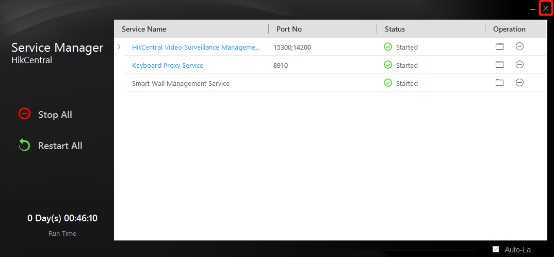 Service Manager
HikCentral
Stop All
Restart All
0 Day(s) 00:46:10
Run Time
Service Name Port No Status Operation
HikCentral Video Surveillance Manageme... 15300;14200 Started
Keyboard Proxy Service 8910 Started
Smart Wall Management Service Started
Auto-La...